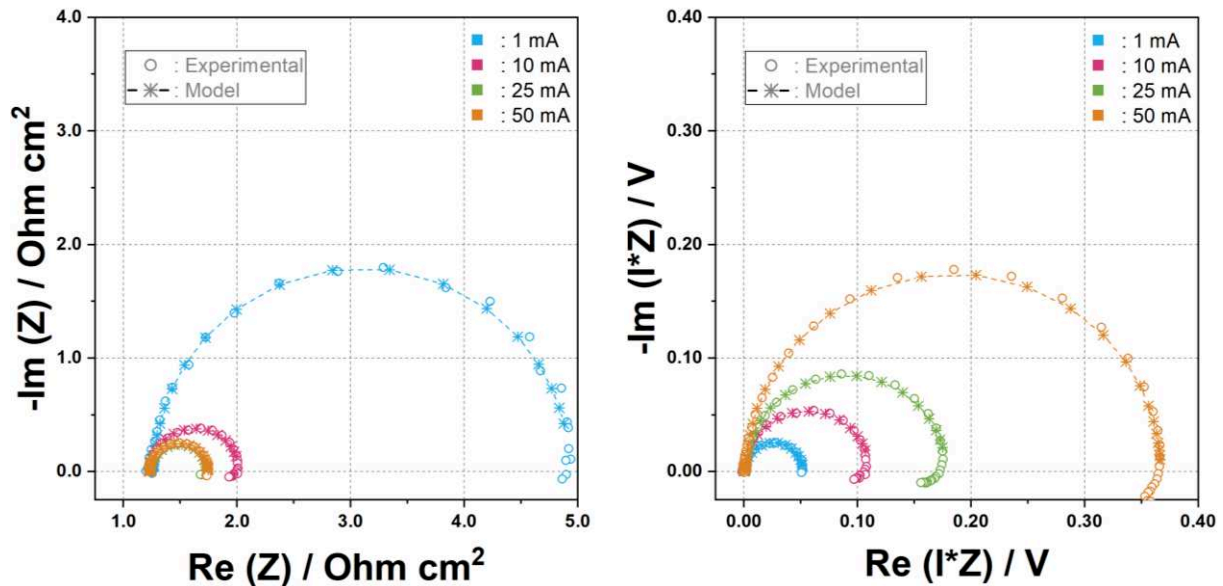 4.0
3.0
2.0
1.0
0.0
-Im (Z) / Ohm cm²
1.0 2.0 3.0 4.0 5.0
Re (Z) / Ohm cm²
: Experimental
: Model
: 1 mA
: 10 mA
: 25 mA
: 50 mA
0.40
0.30
0.20
0.10
0.00
-Im (I*Z) / V
0.00 0.10 0.20 0.30 0.40
Re (I*Z) / V
: Experimental
: Model
: 1 mA
: 10 mA
: 25 mA
: 50 mA